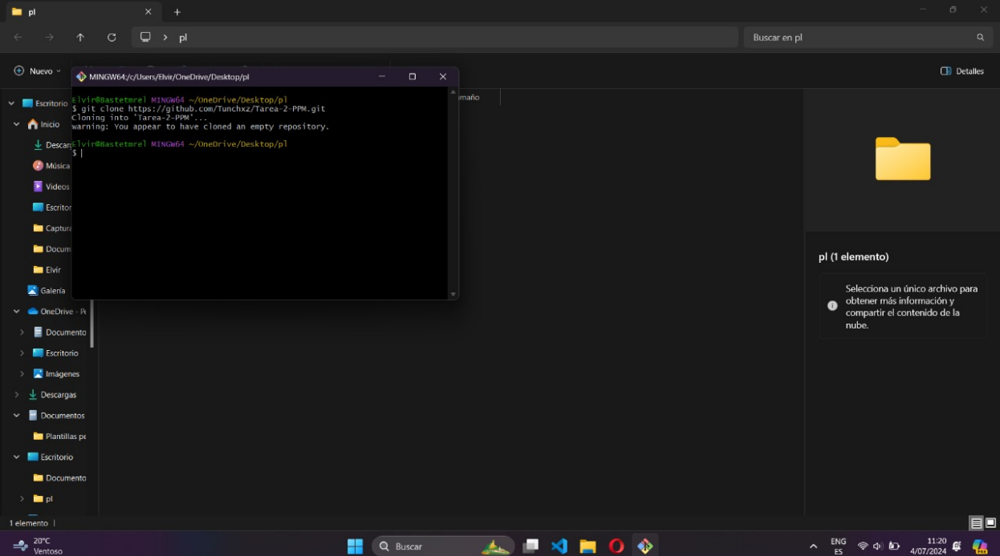 pl
pl
Buscar en pl
Nuevo
Detalles
MINGW64:/c/Users/Elvir/OneDrive/Desktop/pl
Elvir@Bastetmrel MINGW64 ~/OneDrive/Desktop/pl
$ git clone https://github.com/Tunchxz/Tarea-2-PPM.git
Cloning into 'Tarea-2-PPM'...
warning: You appear to have cloned an empty repository.
Elvir@Bastetmrel MINGW64 ~/OneDrive/Desktop/pl
$
maño
Escritorio
Inicio
Descar
Música
Videos
Escritor
Captura
Docum
Elvir
Galería
OneDrive - Pe
Documento
Escritorio
Imágenes
Descargas
Documentos
Plantillas pe
Escritorio
Documento
pl
pl (1 elemento)
Selecciona un único archivo para
obtener más información y
compartir el contenido de la
nube.
1 elemento
20°C
Ventoso
Buscar
ENG
ES
11:20
4/07/2024